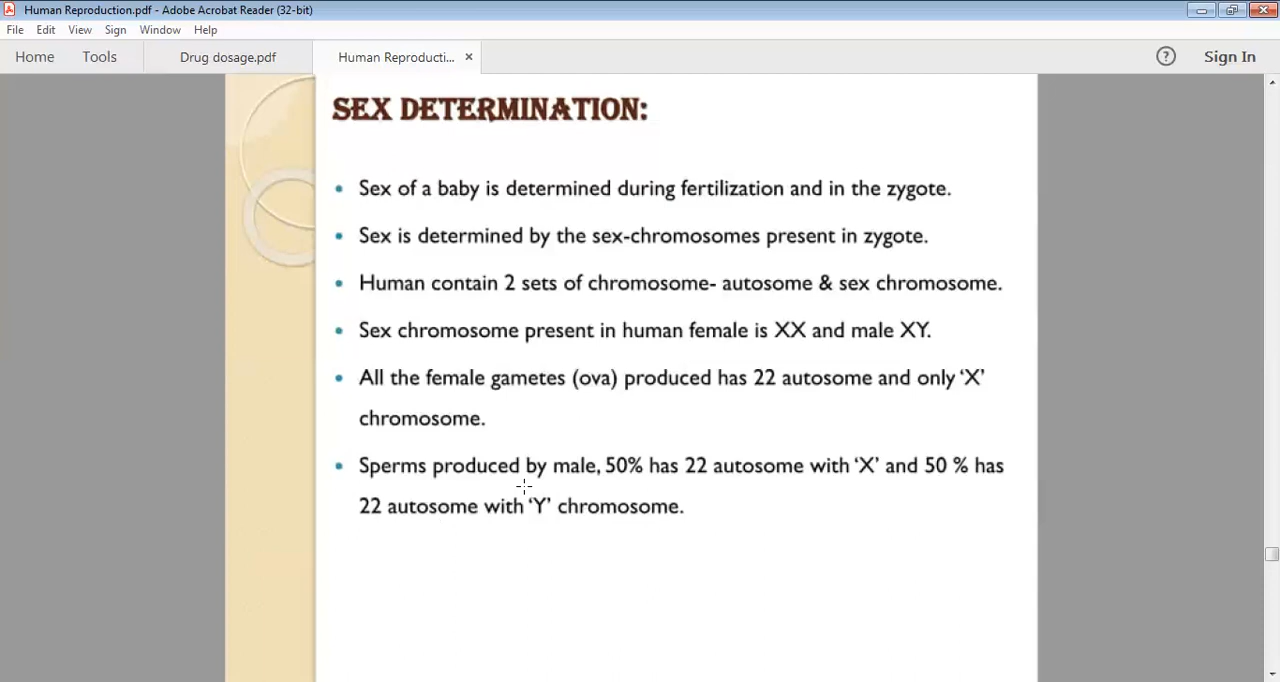 Human Reproduction.pdf - Adobe Acrobat Reader (32-bit)
File Edit View Sign Window Help
Home Tools Drug dosage.pdf Human Reproducti... × ? Sign In
SEX DETERMINATION:
• Sex of a baby is determined during fertilization and in the zygote.
• Sex is determined by the sex-chromosomes present in zygote.
• Human contain 2 sets of chromosome- autosome & sex chromosome.
• Sex chromosome present in human female is XX and male XY.
• All the female gametes (ova) produced has 22 autosome and only ‘X’
chromosome.
• Sperms produced by male, 50% has 22 autosome with ‘X’ and 50 % has
22 autosome with ‘Y’ chromosome.